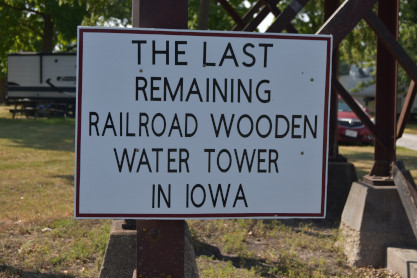 THE LAST
REMAINING
RAILROAD WOODEN
WATER TOWER
IN IOWA